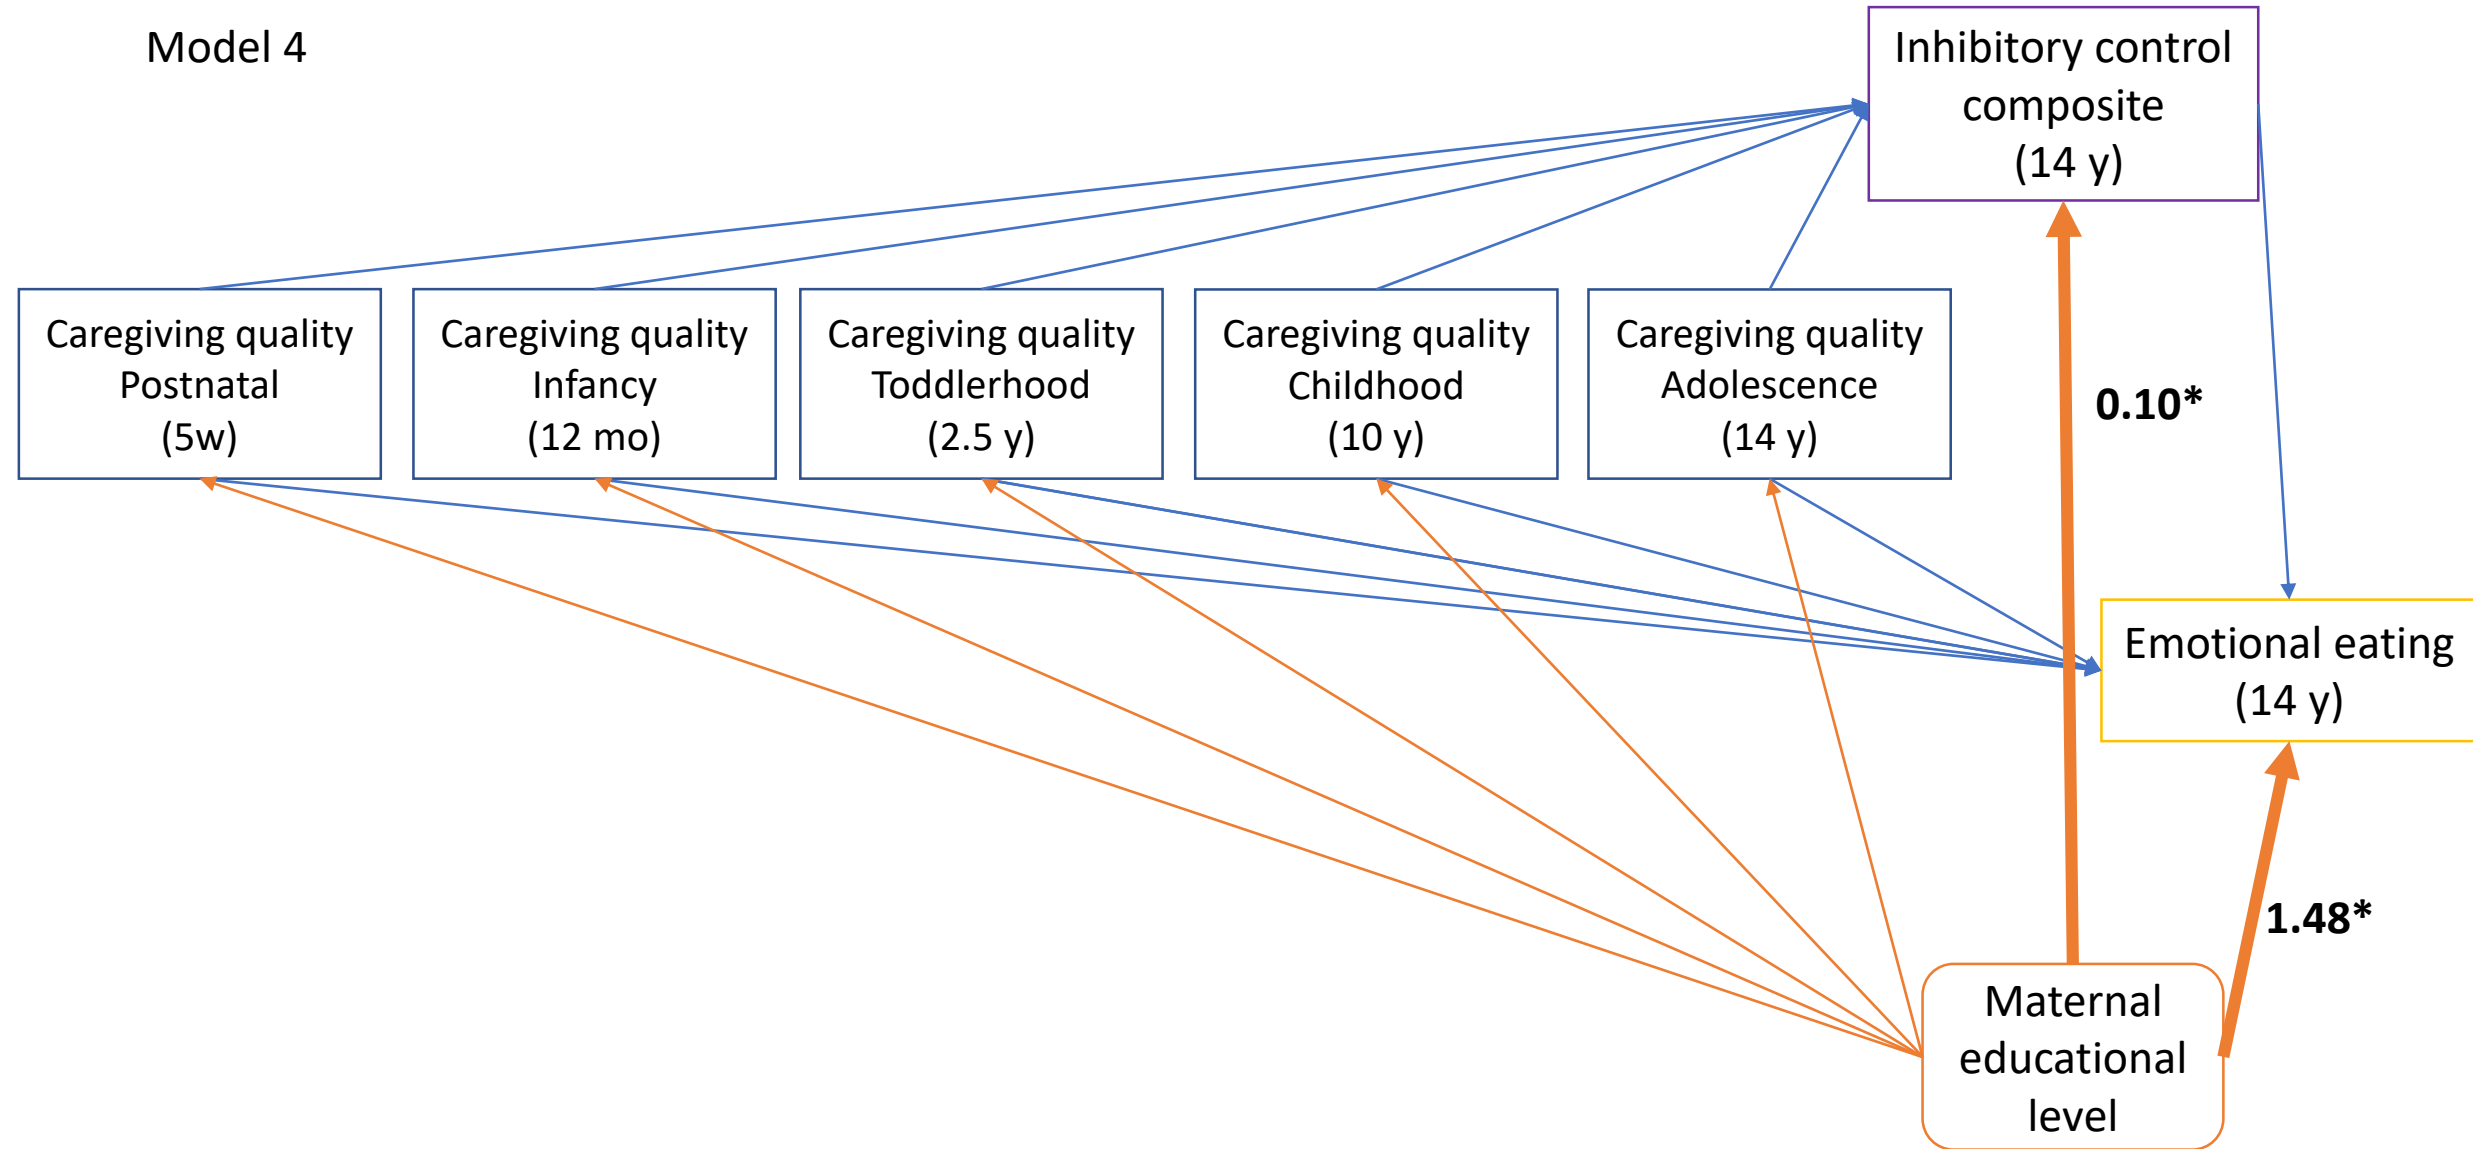 Model 4
Inhibitory control
composite
(14 y)
Caregiving quality
Postnatal
(5w)
Caregiving quality
Infancy
(12 mo)
Caregiving quality
Toddlerhood
(2.5 y)
Caregiving quality
Childhood
(10 y)
Caregiving quality
Adolescence
(14 y)
0.10*
Emotional eating
(14 y)
1.48*
Maternal
educational
level